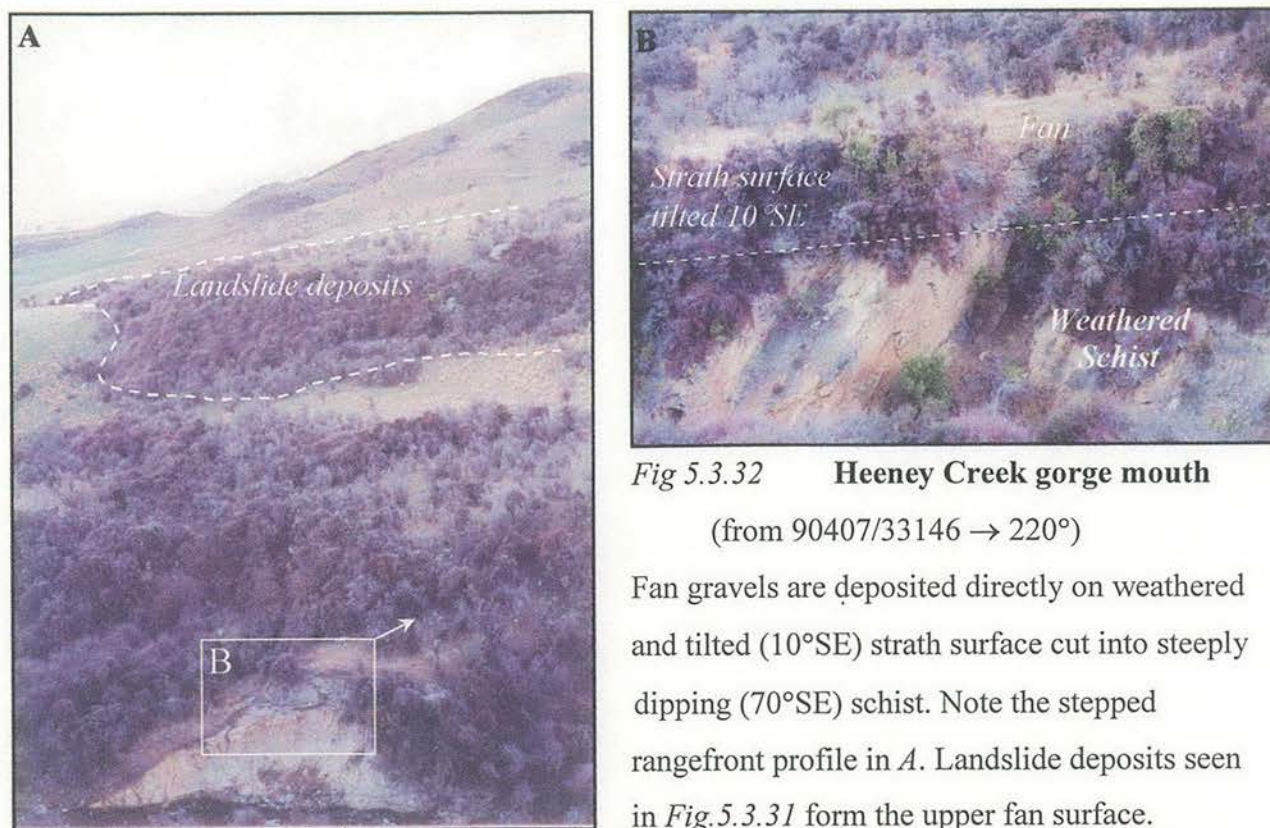 A
Landslide deposits
B
B
Fan
Strath surface
tilted 10°SE
Weathered
Schist
Fig 5.3.32 Heeney Creek gorge mouth
(from 90407/33146 → 220°)
Fan gravels are deposited directly on weathered
and tilted (10°SE) strath surface cut into steeply
dipping (70°SE) schist. Note the stepped
rangefront profile in A. Landslide deposits seen
in Fig.5.3.31 form the upper fan surface.